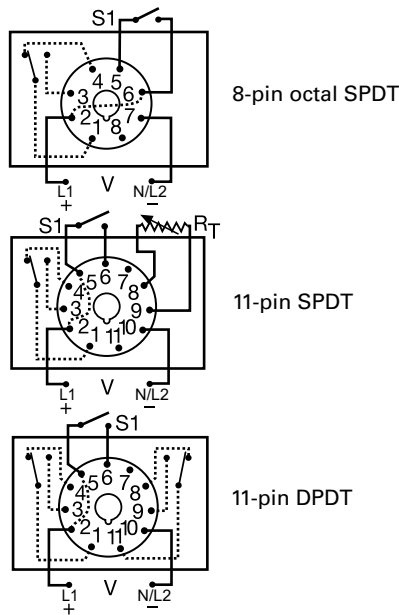 S1
4 5
3 6
2 7
1 8
8-pin octal SPDT
L1 V N/L2
+ –
S1 RT
5 6 7
4 8
3 9
2 10
1 11
11-pin SPDT
L1 V N/L2
+ –
S1
5 6 7
4 8
3 9
2 10
1 11
11-pin DPDT
L1 V N/L2
+ –